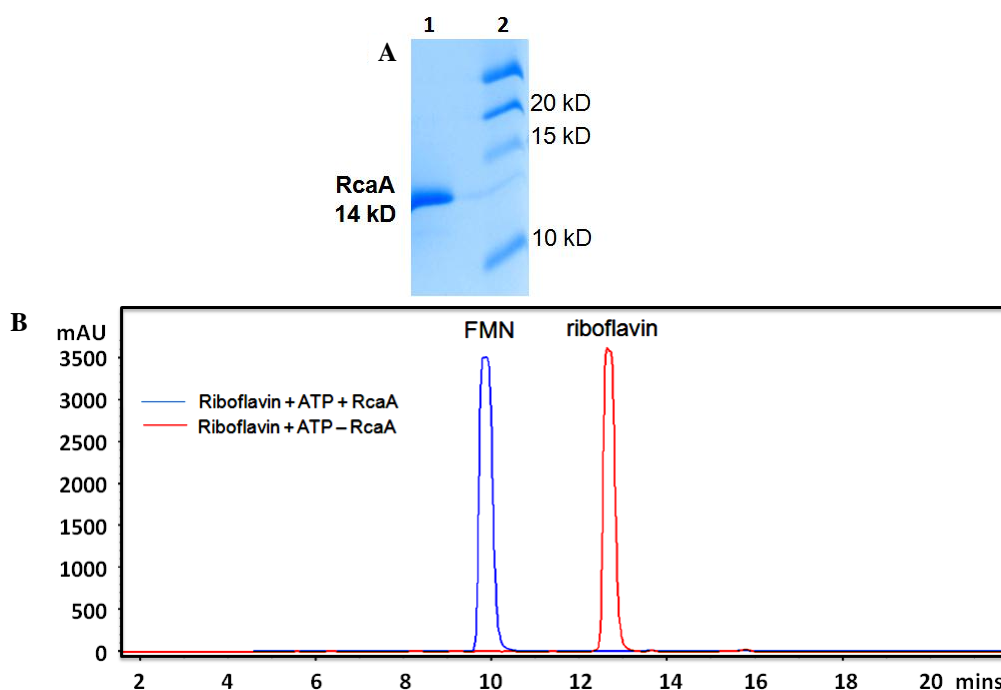 1 2
A
20 kD
15 kD
RcaA
14 kD
10 kD
B
mAU
FMN riboflavin
3500
3000
2500
2000
1500
1000
500
0
Riboflavin + ATP + RcaA
Riboflavin + ATP – RcaA
2 4 6 8 10 12 14 16 18 20 mins